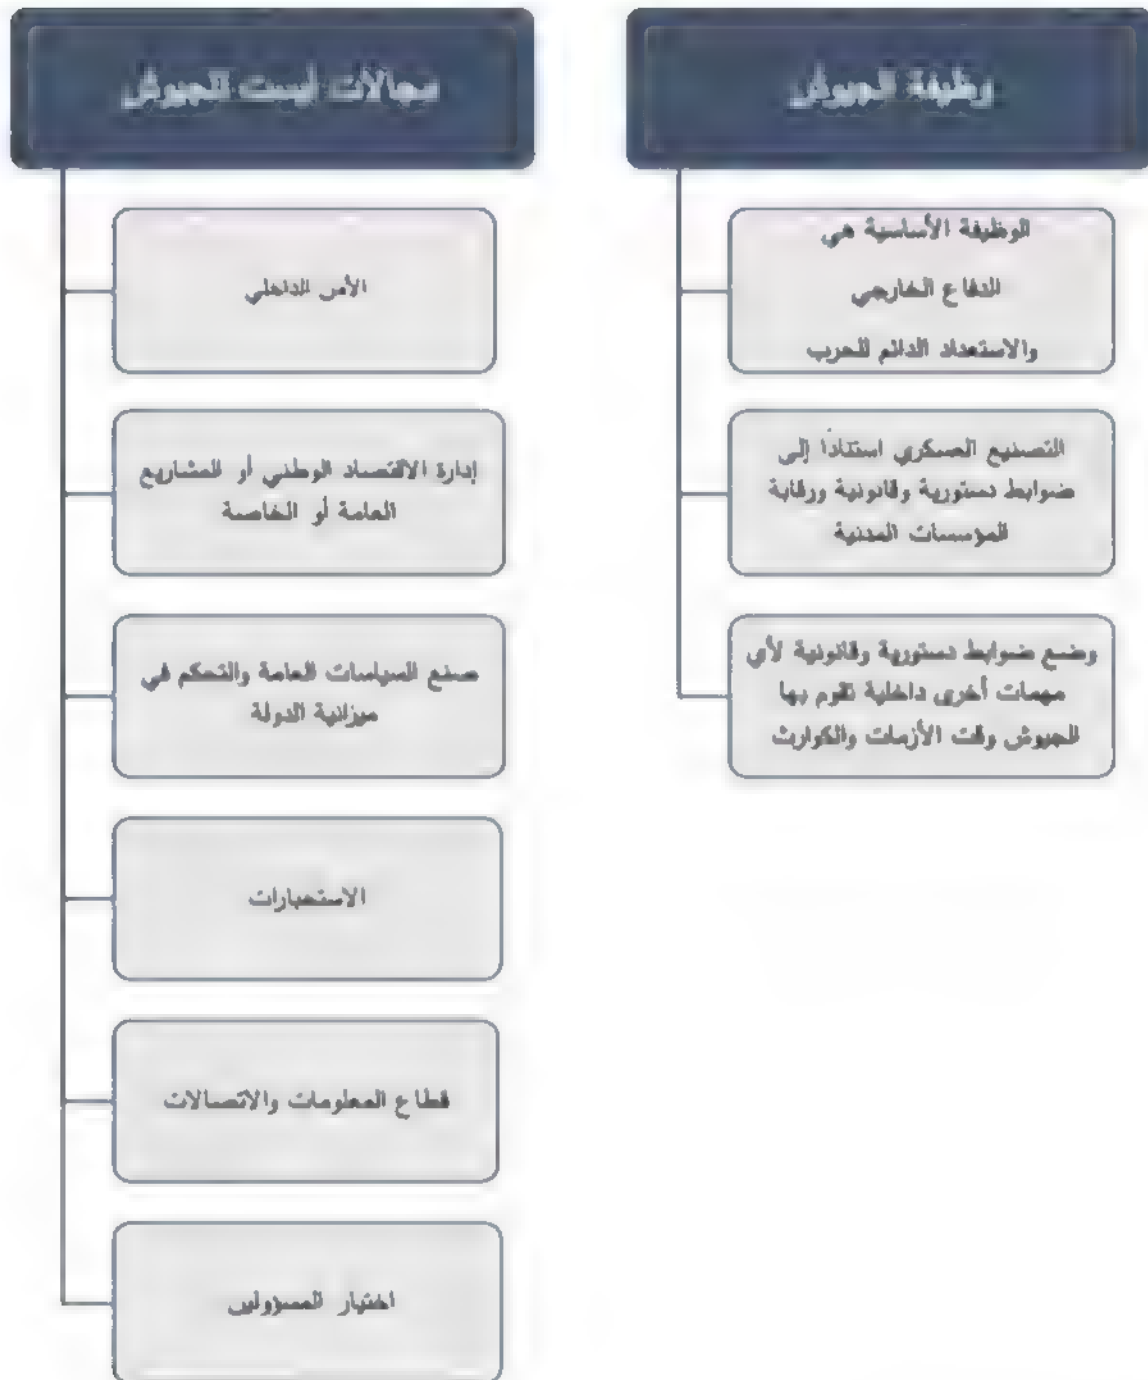 وظيفة الجيوش
الوظيفة الأساسية هي
الدفاع الخارجي
والاستعداد الدائم للحرب
التصنيع العسكري استناداً إلى
ضوابط دستورية وقانونية ورقابة
المؤسسات المدنية
وضع ضوابط دستورية وقانونية لأي
مهمات أخرى داخلية تقوم بها
الجيوش وقت الأزمات والكوارث
مجالات ليست للجيوش
الأمن الداخلي
إدارة الاقتصاد الوطني أو المشاريع
العامة أو الخاصة
صنع السياسات العامة والتحكم في
ميزانية الدولة
الاستخبارات
قطاع المعلومات والاتصالات
اختيار المسؤولين